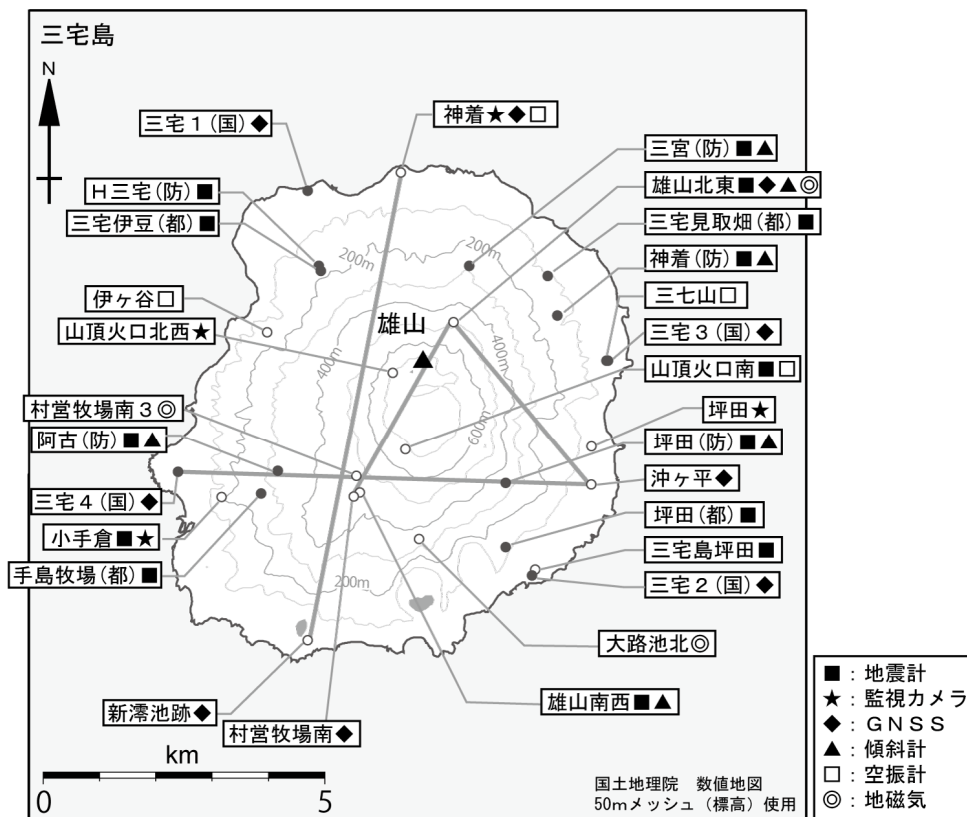 三宅島
N
神着★◆□
三宅1(国)◆
三宮(防)■▲
H三宅(防)■
雄山北東■◆▲◎
三宅伊豆(都)■
三宅見取畑(都)■
200m
200m
神着(防)■▲
伊ヶ谷□
三七山□
雄山
山頂火口北西★
三宅3(国)◆
400m
400m
山頂火口南■□
村営牧場南3◎
坪田★
600m
阿古(防)■▲
坪田(防)■▲
三宅4(国)◆
沖ヶ平◆
坪田(都)■
小手倉■★
三宅島坪田■
手島牧場(都)■
200m
三宅2(国)◆
大路池北◎
新澪池跡◆
雄山南西■▲
村営牧場南◆
km
0
5
国土地理院 数値地図
50mメッシュ(標高)使用
■:地震計
★:監視カメラ
◆:GNSS
▲:傾斜計
□:空振計
◎:地磁気